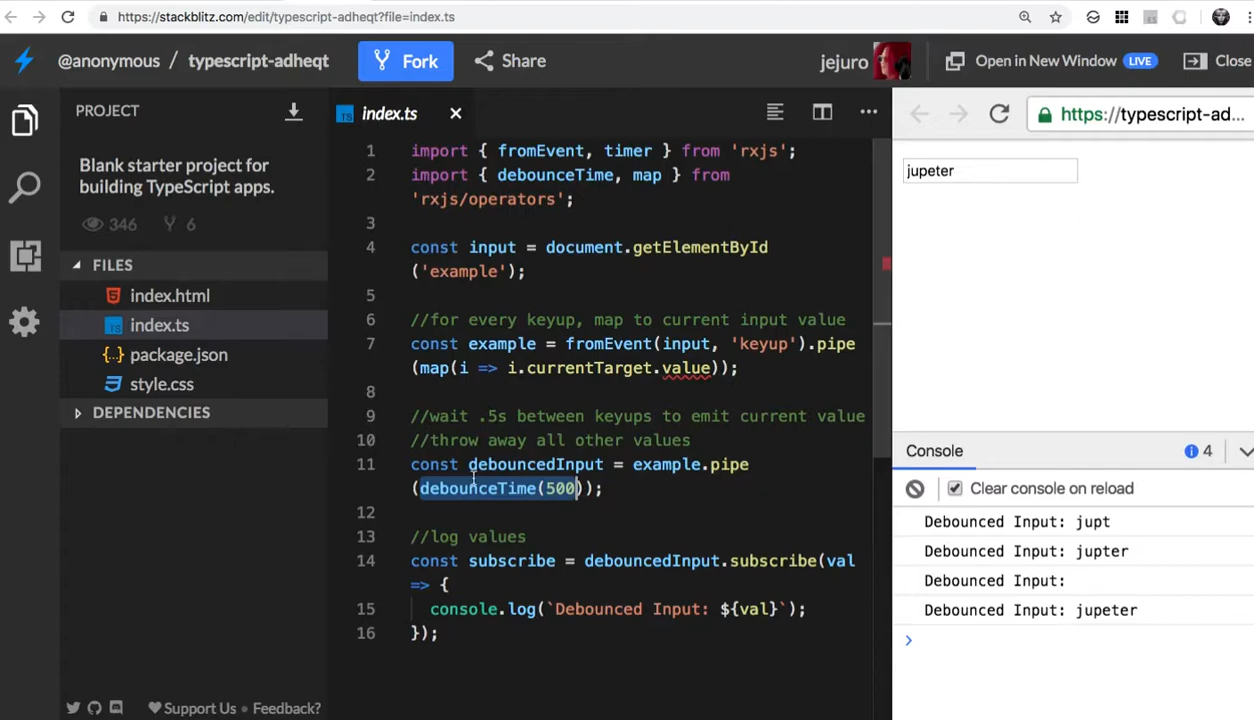 https://stackblitz.com/edit/typescript-adheqt?file=index.ts
@anonymous / typescript-adheqt
Fork
Share
jejuro
Open in New Window LIVE
Close
PROJECT
Blank starter project for
building TypeScript apps.
346 6
FILES
index.html
index.ts
package.json
style.css
DEPENDENCIES
Support Us • Feedback?
TS index.ts
1 import { fromEvent, timer } from 'rxjs';
2 import { debounceTime, map } from
'rxjs/operators';
3
4 const input = document.getElementById
('example');
5
6 //for every keyup, map to current input value
7 const example = fromEvent(input, 'keyup').pipe
(map(i => i.currentTarget.value));
8
9 //wait .5s between keyups to emit current value
10 //throw away all other values
11 const debouncedInput = example.pipe
(debounceTime(500));
12
13 //log values
14 const subscribe = debouncedInput.subscribe(val
=> {
15 console.log(`Debounced Input: ${val}`);
16 });
https://typescript-ad...
jupeter
Console
4
Clear console on reload
Debounced Input: jupt
Debounced Input: jupter
Debounced Input:
Debounced Input: jupeter